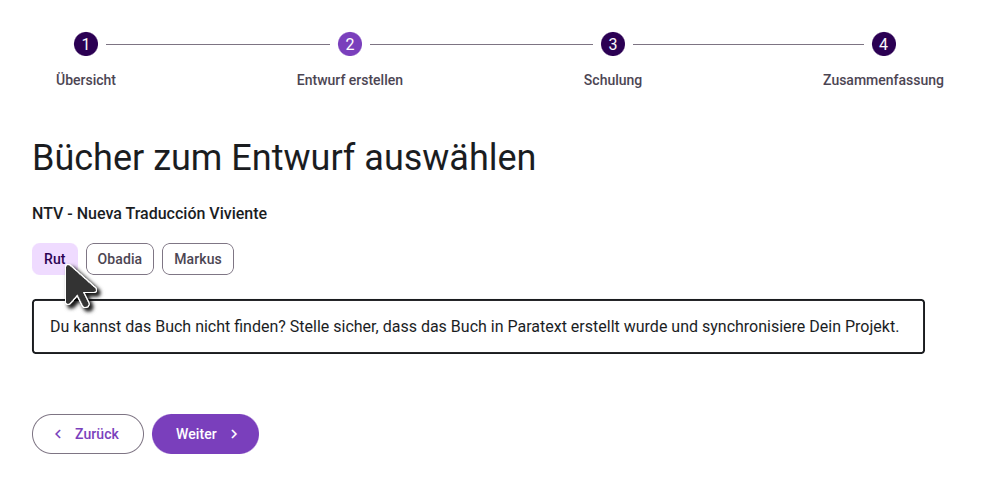 1
2
3
4
Übersicht
Entwurf erstellen
Schulung
Zusammenfassung
Bücher zum Entwurf auswählen
NTV - Nueva Traducción Viviente
Rut
Obadia
Markus
Du kannst das Buch nicht finden? Stelle sicher, dass das Buch in Paratext erstellt wurde und synchronisiere Dein Projekt.
Zurück
Weiter